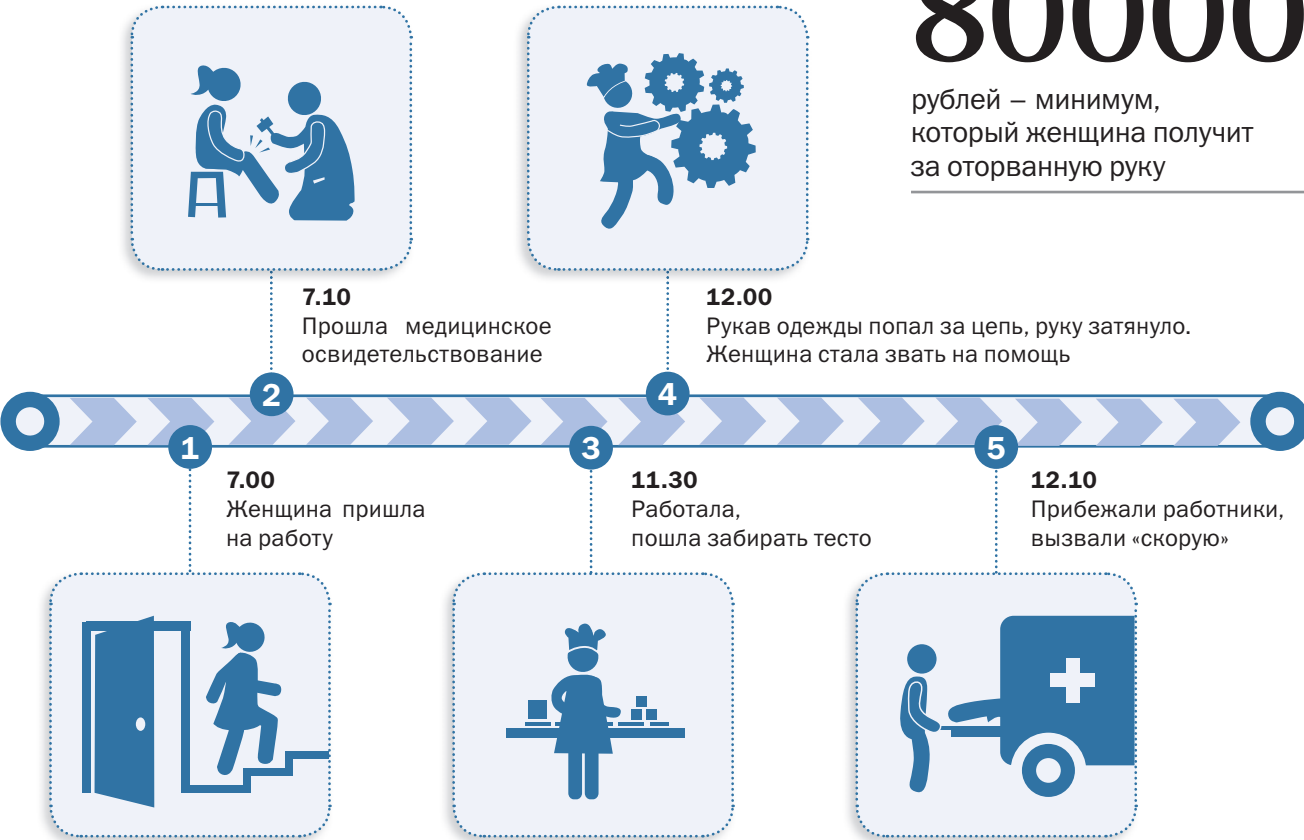 80000
рублей – минимум,
который женщина получит
за оторванную руку
7.10
Прошла медицинское
освидетельствование
12.00
Рукав одежды попал за цепь, руку затянуло.
Женщина стала звать на помощь
2
4
1
3
5
7.00
Женщина пришла
на работу
11.30
Работала,
пошла забирать тесто
12.10
Прибежали работники,
вызвали «скорую»